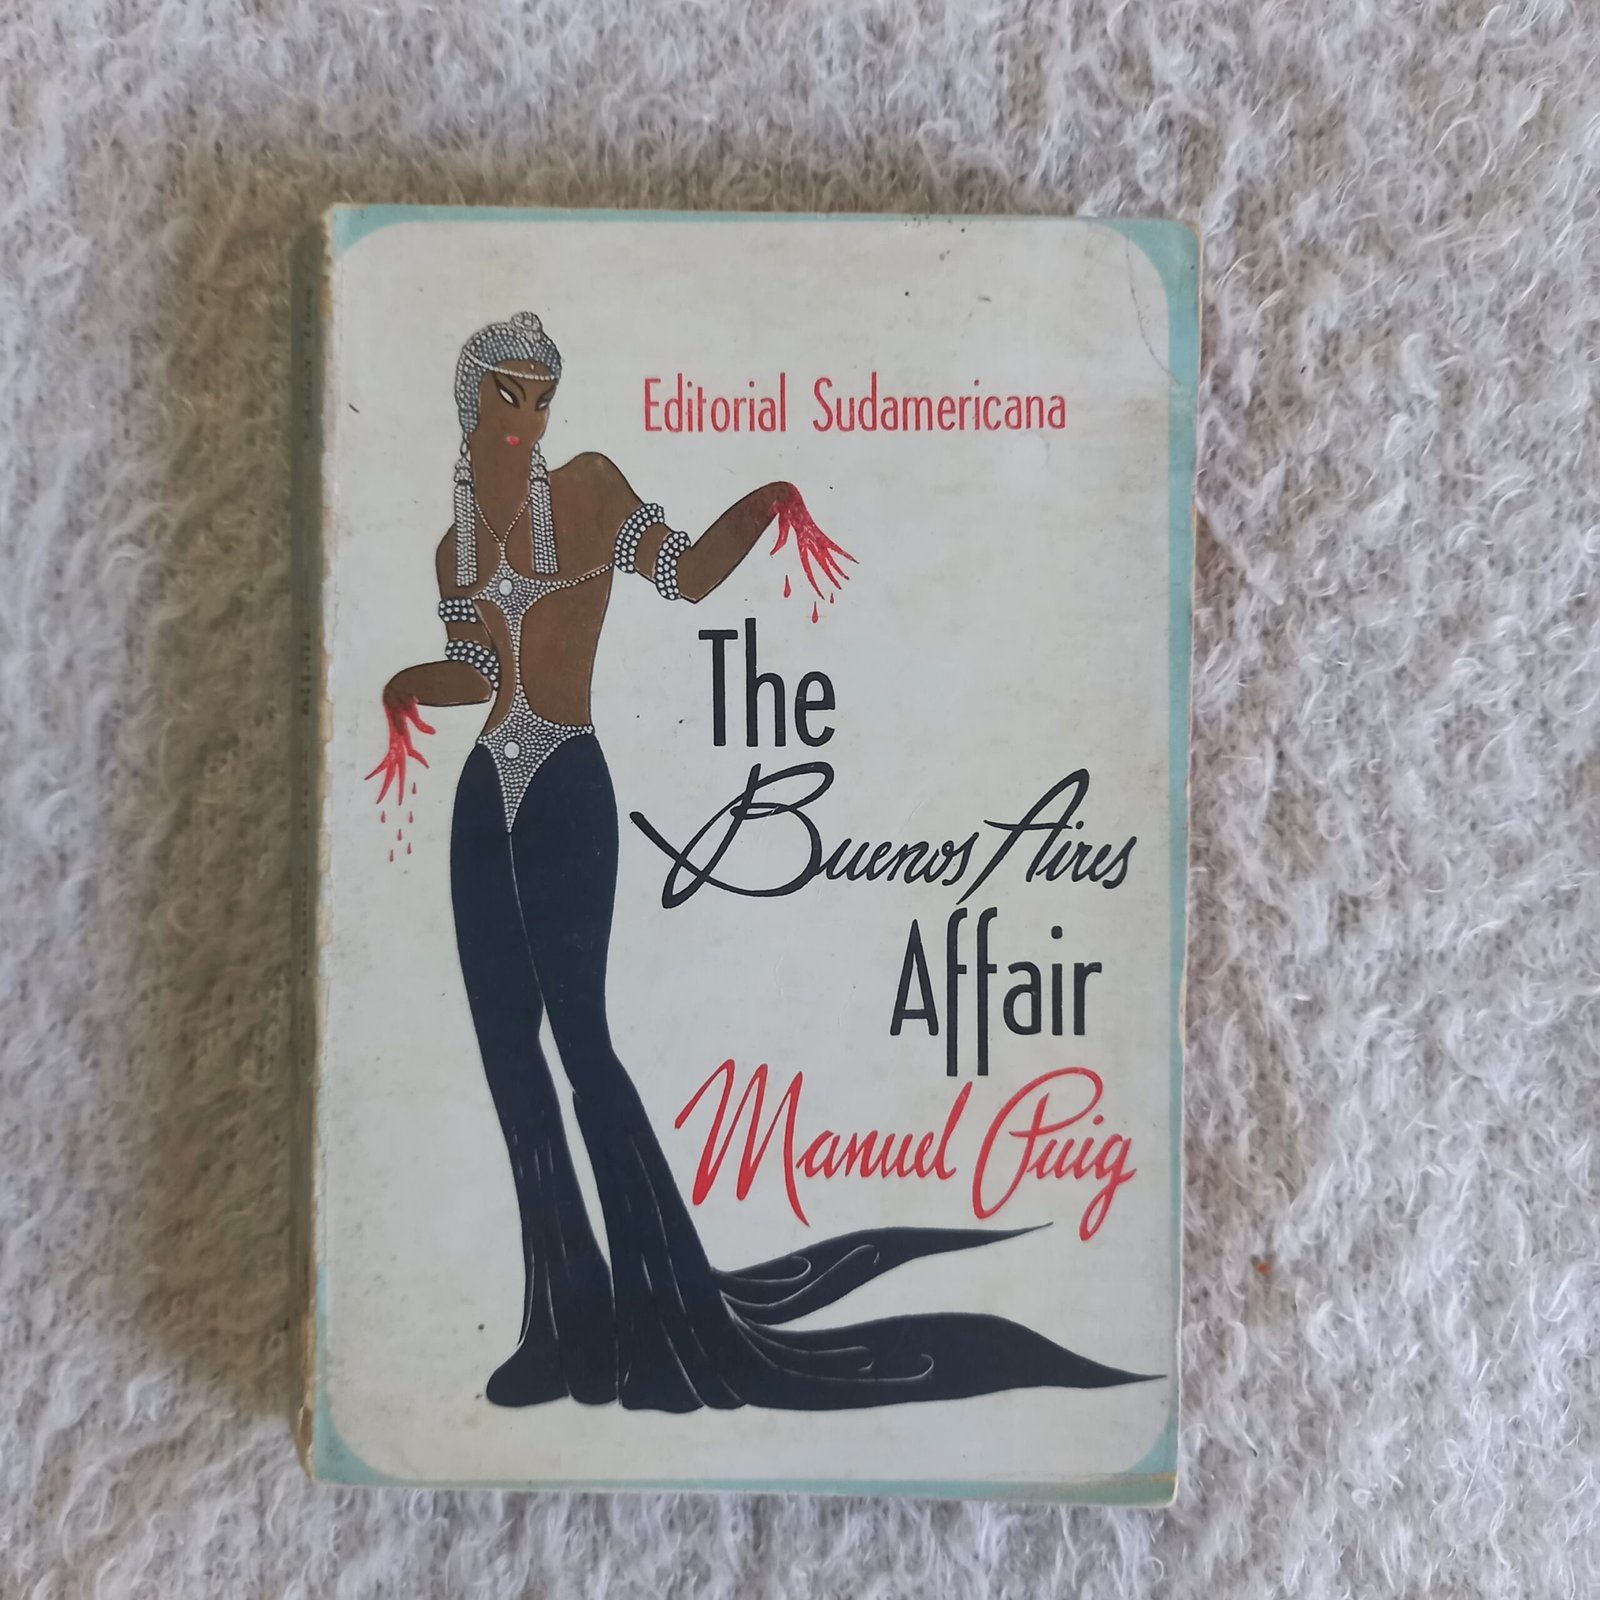 Editorial Sudamericana
The
Buenos Aires
Affair
Manuel Puig